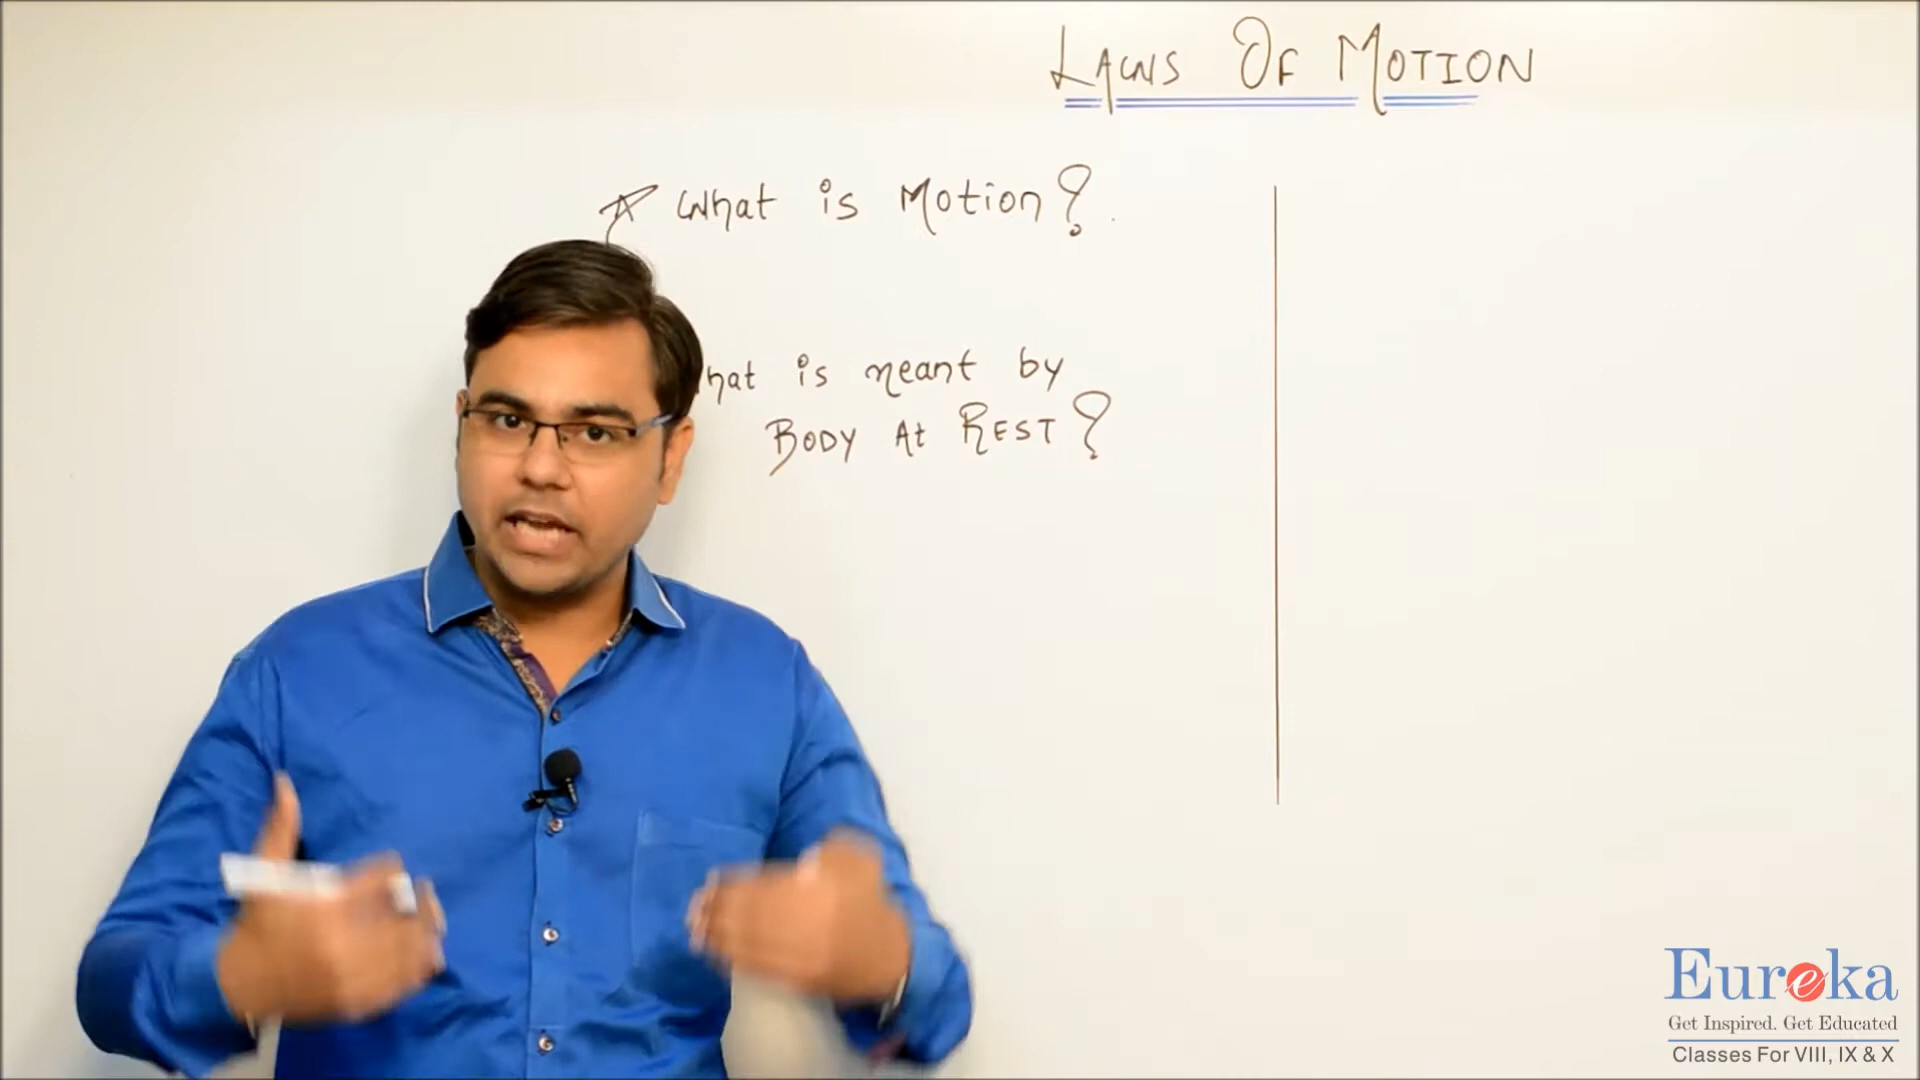 LAWS OF MOTION
What is Motion?
hat is meant by
BODY At REST?
Eureka
Get Inspired. Get Educated
Classes For VIII, IX & X